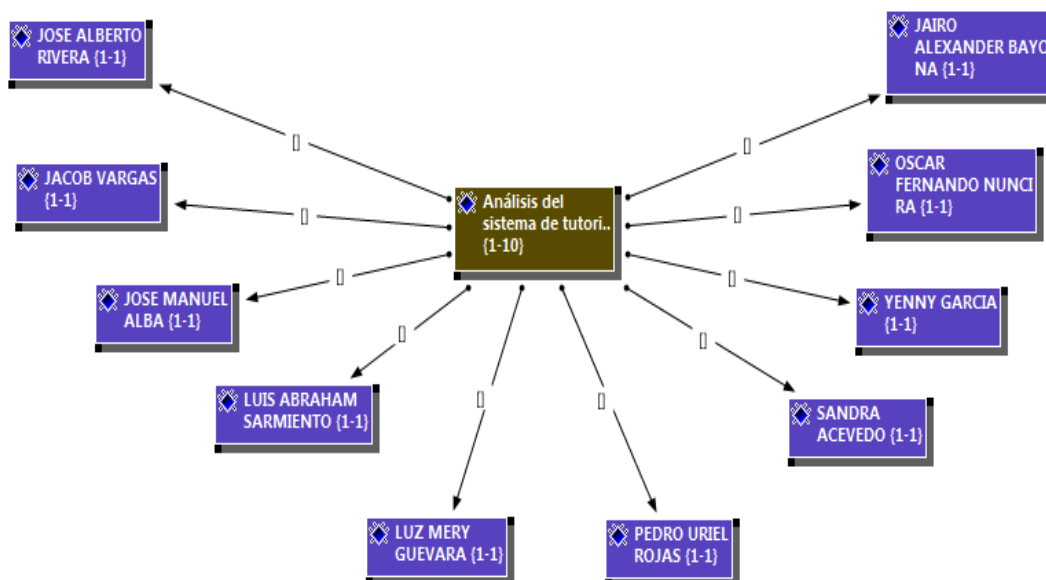 JOSE ALBERTO
RIVERA {1-1}
JAIRO
ALEXANDER BAYO
NA {1-1}
JACOB VARGAS
{1-1}
OSCAR
FERNANDO NUNCI
RA {1-1}
Análisis del
sistema de tutori..
{1-10}
JOSE MANUEL
ALBA {1-1}
YENNY GARCIA
{1-1}
LUIS ABRAHAM
SARMIENTO {1-1}
SANDRA
ACEVEDO {1-1}
LUZ MERY
GUEVARA {1-1}
PEDRO URIEL
ROJAS {1-1}